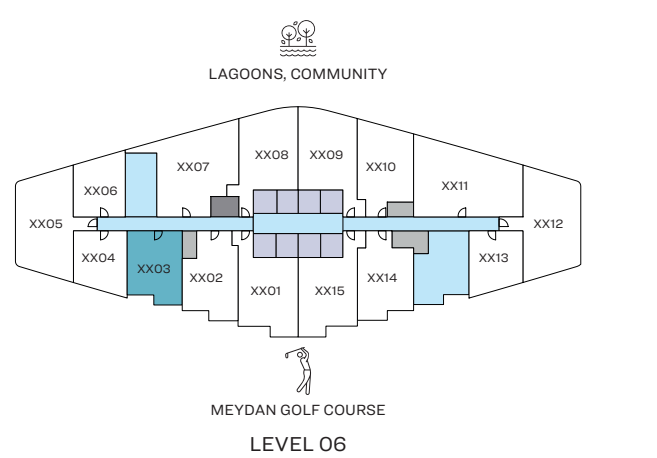 LAGOONS, COMMUNITY
XX08 XX09
XX07 XX10
XX06 XX11
XX05 XX12
XX04 XX13
XX03
XX02 XX14
XX01 XX15
MEYDAN GOLF COURSE
LEVEL 06